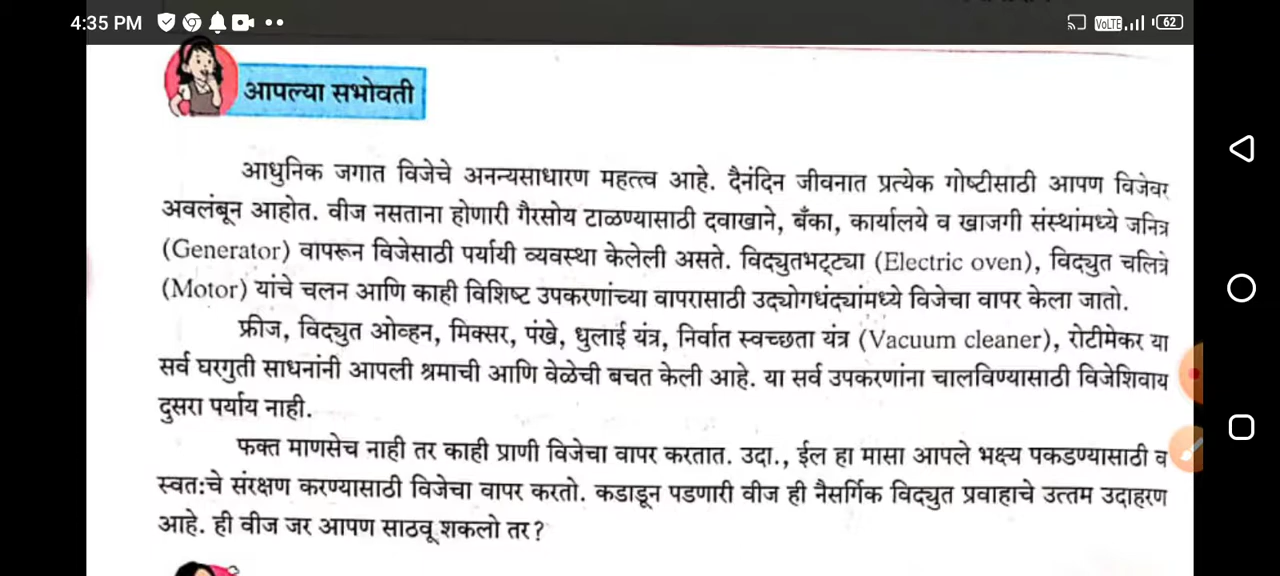 4:35 PM
VoLTE
62
आपल्या सभोवती
आधुनिक जगात विजेचे अनन्यसाधारण महत्त्व आहे. दैनंदिन जीवनात प्रत्येक गोष्टीसाठी आपण विजेवर
अवलंबून आहोत. वीज नसताना होणारी गैरसोय टाळण्यासाठी दवाखाने, बँका, कार्यालये व खाजगी संस्थांमध्ये जनित्र
(Generator) वापरून विजेसाठी पर्यायी व्यवस्था केलेली असते. विद्युतभट्ट्या (Electric oven), विद्युत चलित्रे
(Motor) यांचे चलन आणि काही विशिष्ट उपकरणांच्या वापरासाठी उद्योगधंद्यांमध्ये विजेचा वापर केला जातो.
फ्रीज, विद्युत ओव्हन, मिक्सर, पंखे, धुलाई यंत्र, निर्वात स्वच्छता यंत्र (Vacuum cleaner), रोटीमेकर या
सर्व घरगुती साधनांनी आपली श्रमाची आणि वेळेची बचत केली आहे. या सर्व उपकरणांना चालविण्यासाठी विजेशिवाय
दुसरा पर्याय नाही.
फक्त माणसेच नाही तर काही प्राणी विजेचा वापर करतात. उदा., ईल हा मासा आपले भक्ष्य पकडण्यासाठी व
स्वतःचे संरक्षण करण्यासाठी विजेचा वापर करतो. कडाडून पडणारी वीज ही नैसर्गिक विद्युत प्रवाहाचे उत्तम उदाहरण
आहे. ही वीज जर आपण साठवू शकलो तर?